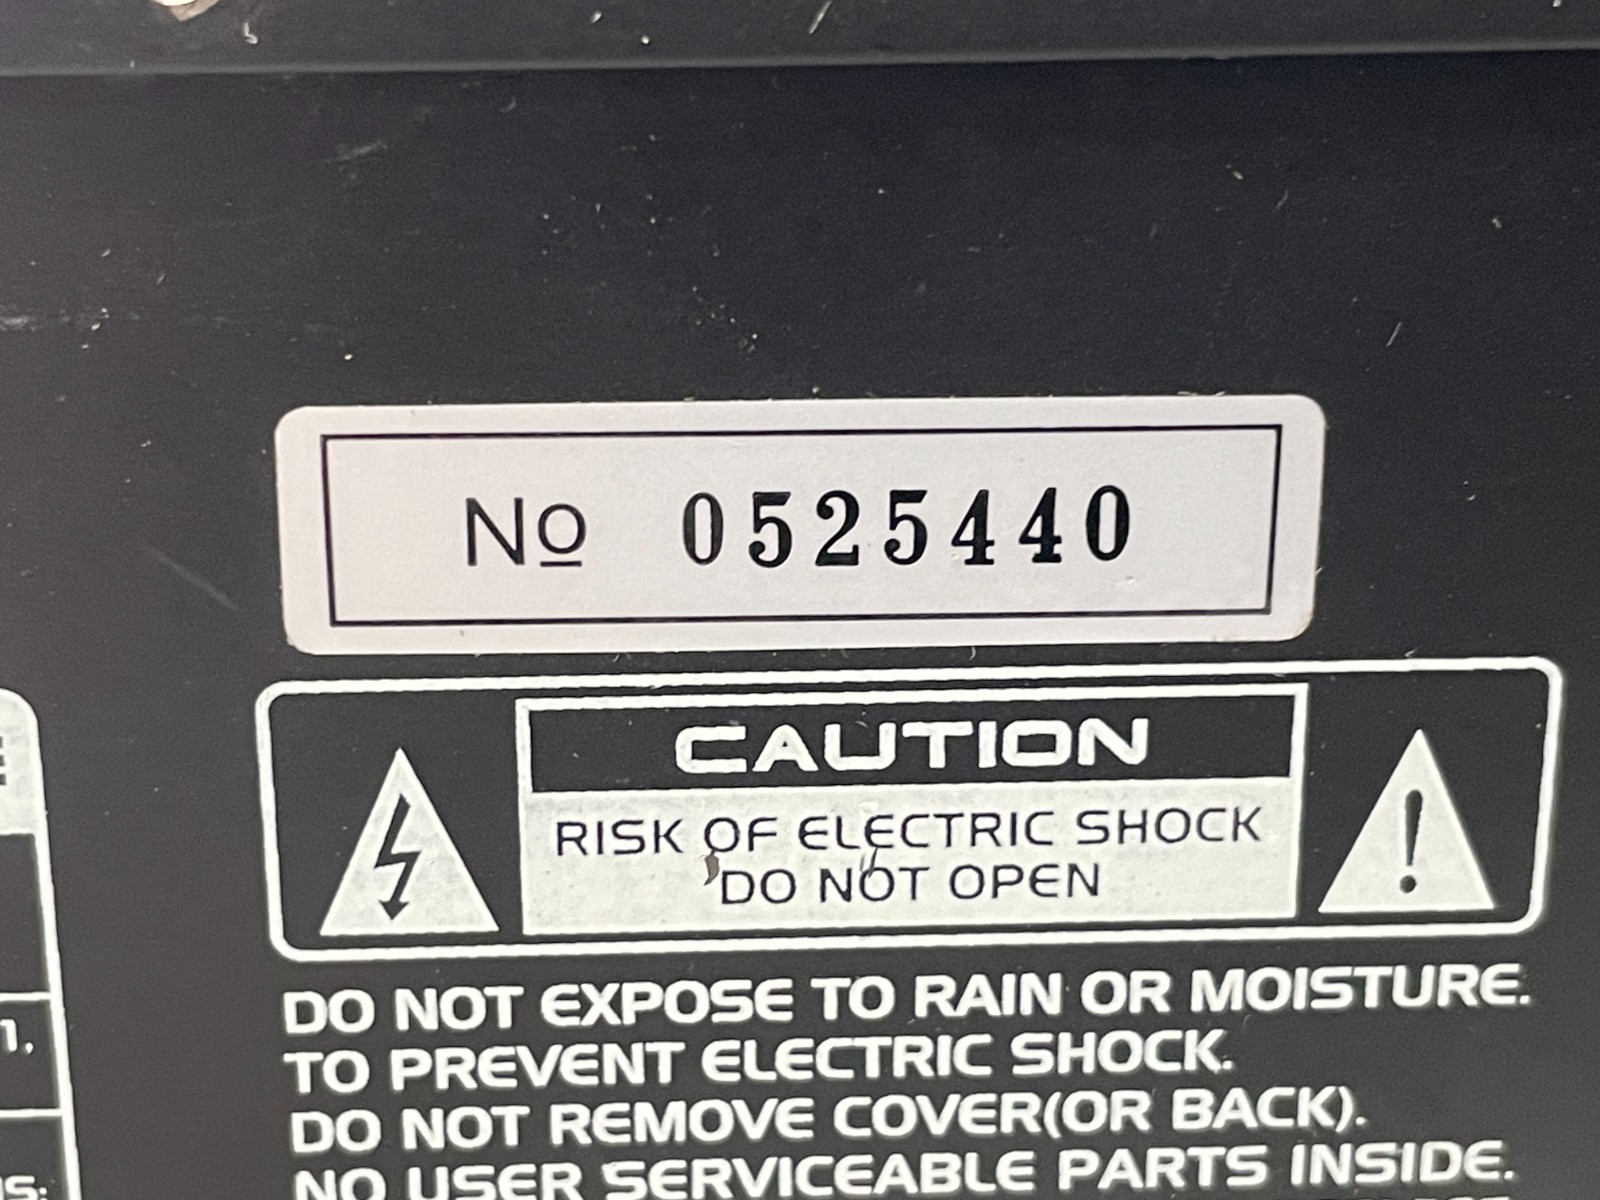 No 0525440
CAUTION
RISK OF ELECTRIC SHOCK
DO NOT OPEN
DO NOT EXPOSE TO RAIN OR MOISTURE.
TO PREVENT ELECTRIC SHOCK.
DO NOT REMOVE COVER(OR BACK).
NO USER SERVICEABLE PARTS INSIDE.
1.